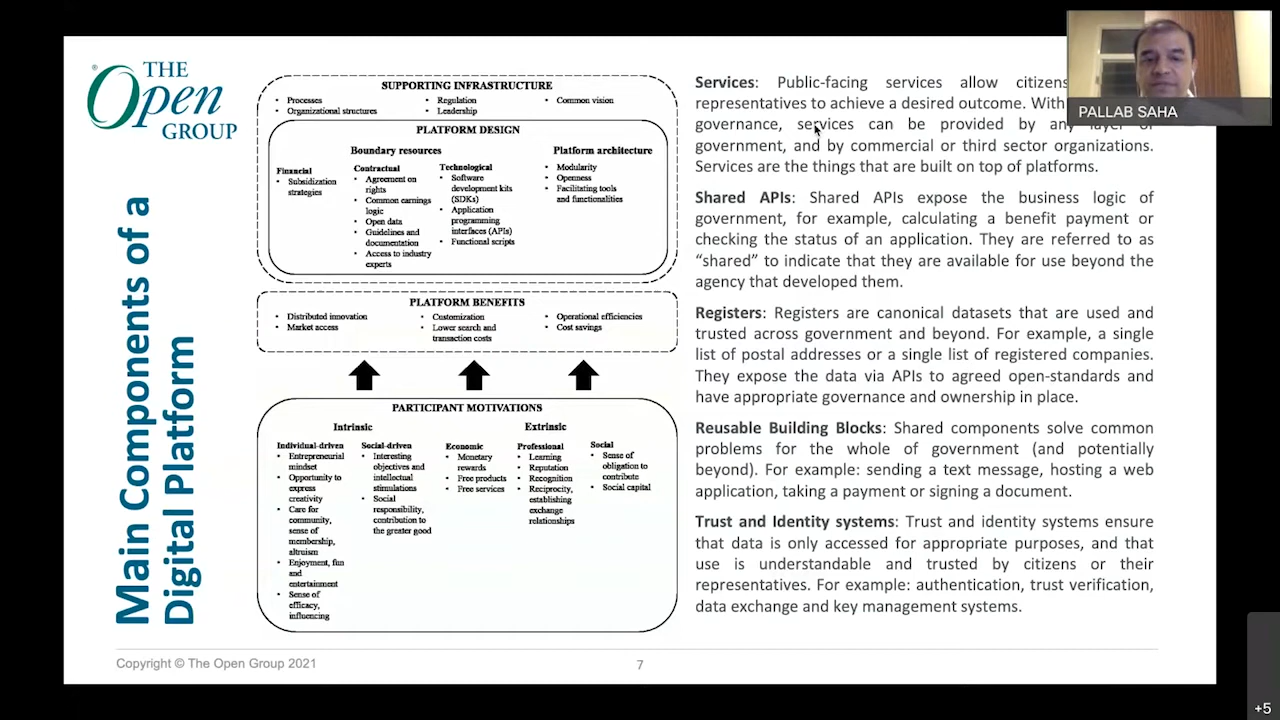 THE
Open
GROUP
®
Main Components of a
Digital Platform
SUPPORTING INFRASTRUCTURE
• Processes
• Organizational structures
• Regulation
• Leadership
• Common vision
PLATFORM DESIGN
Boundary resources
Platform architecture
Financial
• Subsidization
strategies
Contractual
• Agreement on
rights
• Common earnings
logic
• Open data
• Guidelines and
documentation
• Access to industry
experts
Technological
• Software
development kits
(SDKs)
• Application
programming
interfaces (APIs)
• Functional scripts
• Modularity
• Openness
• Facilitating tools
and functionalities
PLATFORM BENEFITS
• Distributed innovation
• Market access
• Customization
• Lower search and
transaction costs
• Operational efficiencies
• Cost savings
PARTICIPANT MOTIVATIONS
Intrinsic
Extrinsic
Individual-driven
• Entrepreneurial
mindset
• Opportunity to
express
creativity
• Care for
community,
sense of
membership,
altruism
• Enjoyment, fun
and
entertainment
• Sense of
efficacy,
influencing
Social-driven
• Interesting
objectives and
intellectual
stimulations
• Social
responsibility,
contribution to
the greater good
Economic
• Monetary
rewards
• Free products
• Free services
Professional
• Learning
• Reputation
• Recognition
• Reciprocity,
establishing
exchange
relationships
Social
• Sense of
obligation to
contribute
• Social capital
Services: Public-facing services allow citizens
representatives to achieve a desired outcome. With
governance, services can be provided by any layer of
government, and by commercial or third sector organizations.
Services are the things that are built on top of platforms.
Shared APIs: Shared APIs expose the business logic of
government, for example, calculating a benefit payment or
checking the status of an application. They are referred to as
“shared” to indicate that they are available for use beyond the
agency that developed them.
Registers: Registers are canonical datasets that are used and
trusted across government and beyond. For example, a single
list of postal addresses or a single list of registered companies.
They expose the data via APIs to agreed open-standards and
have appropriate governance and ownership in place.
Reusable Building Blocks: Shared components solve common
problems for the whole of government (and potentially
beyond). For example: sending a text message, hosting a web
application, taking a payment or signing a document.
Trust and Identity systems: Trust and identity systems ensure
that data is only accessed for appropriate purposes, and that
use is understandable and trusted by citizens or their
representatives. For example: authentication, trust verification,
data exchange and key management systems.
PALLAB SAHA
Copyright © The Open Group 2021
7
+5